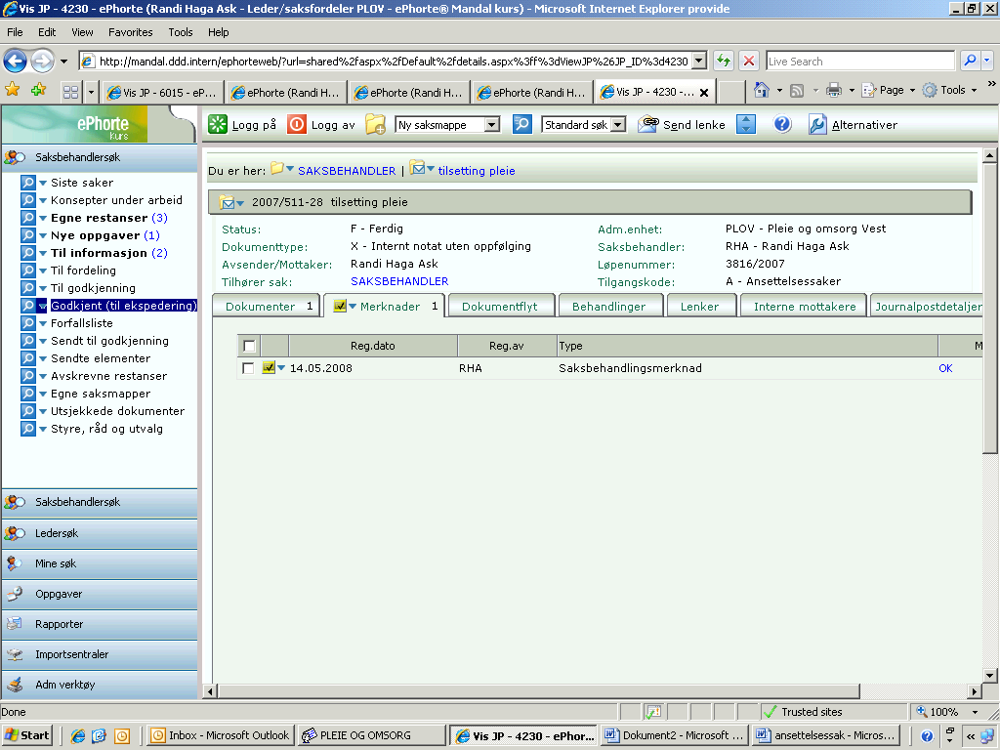 Vis JP - 4230 - ePhorte (Randi Haga Ask - Leder/saksfordeler PLOV - ePhorte® Mandal kurs) - Microsoft Internet Explorer provide
File Edit View Favorites Tools Help
http://mandal.ddd.intern/ephorteweb/?url=shared%2faspx%2fDefault%2fdetails.aspx%3ff%3dViewJP%26JP_ID%3d4230 Live Search
Vis JP - 6015 - eP... ePhorte (Randi H... ePhorte (Randi H... ePhorte (Randi H... Vis JP - 4230 -... Page Tools »
ePhorte
kurs
Logg på Logg av Ny saksmappe Standard søk Send lenke Alternativer
Saksbehandlersøk
Siste saker
Konsepter under arbeid
Egne restanser (3)
Nye oppgaver (1)
Til informasjon (2)
Til fordeling
Til godkjenning
Godkjent (til ekspedering)
Forfallsliste
Sendt til godkjenning
Sendte elementer
Avskrevne restanser
Egne saksmapper
Utsjekkede dokumenter
Styre, råd og utvalg
Saksbehandlersøk
Ledersøk
Mine søk
Oppgaver
Rapporter
Importsentraler
Adm verktøy
Du er her: SAKSBEHANDLER | tilsetting pleie
2007/511-28 tilsetting pleie
Status: F - Ferdig Adm.enhet: PLOV - Pleie og omsorg Vest
Dokumenttype: X - Internt notat uten oppfølging Saksbehandler: RHA - Randi Haga Ask
Avsender/Mottaker: Randi Haga Ask Løpenummer: 3816/2007
Tilhører sak: SAKSBEHANDLER Tilgangskode: A - Ansettelsessaker
Dokumenter 1 Merknader 1 Dokumentflyt Behandlinger Lenker Interne mottakere Journalpostdetaljer
Reg.dato Reg.av Type M
14.05.2008 RHA Saksbehandlingsmerknad OK
Done Trusted sites 100%
Start Inbox - Microsoft Outlook PLEIE OG OMSORG Vis JP - 4230 - ePhor... Dokument2 - Microsoft ... ansettelsessak - Micros... «